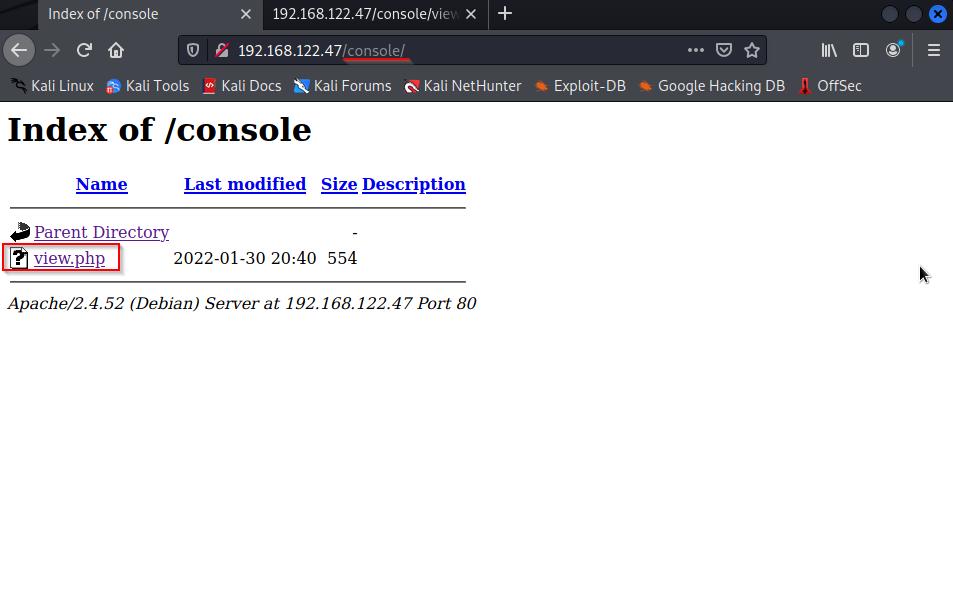 Index of /console
192.168.122.47/console/view
192.168.122.47/console/
Kali Linux Kali Tools Kali Docs Kali Forums Kali NetHunter Exploit-DB Google Hacking DB OffSec
Index of /console
Name Last modified Size Description
Parent Directory -
view.php 2022-01-30 20:40 554
Apache/2.4.52 (Debian) Server at 192.168.122.47 Port 80